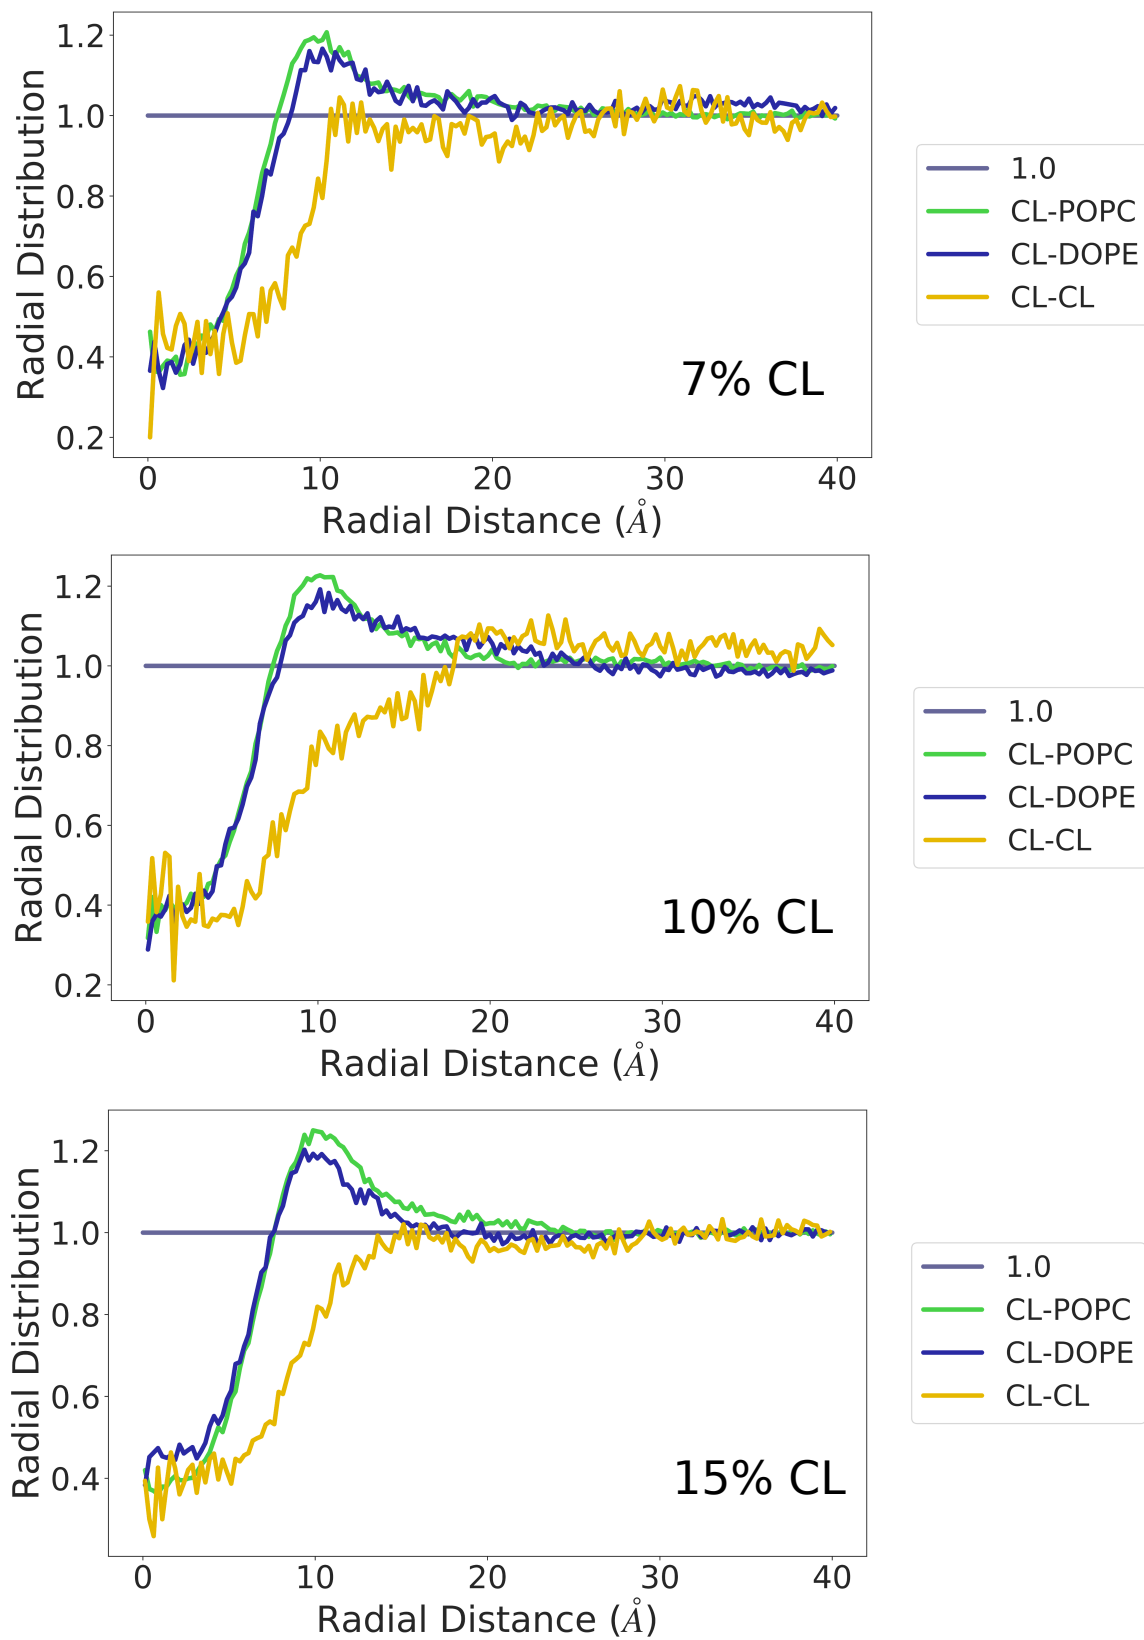 1.2
1.0
0.8
0.6
0.4
0.2
Radial Distribution
0 10 20 30 40
Radial Distance (Å)
7% CL
1.0
CL-POPC
CL-DOPE
CL-CL
1.2
1.0
0.8
0.6
0.4
0.2
Radial Distribution
0 10 20 30 40
Radial Distance (Å)
10% CL
1.0
CL-POPC
CL-DOPE
CL-CL
1.2
1.0
0.8
0.6
0.4
Radial Distribution
0 10 20 30 40
Radial Distance (Å)
15% CL
1.0
CL-POPC
CL-DOPE
CL-CL